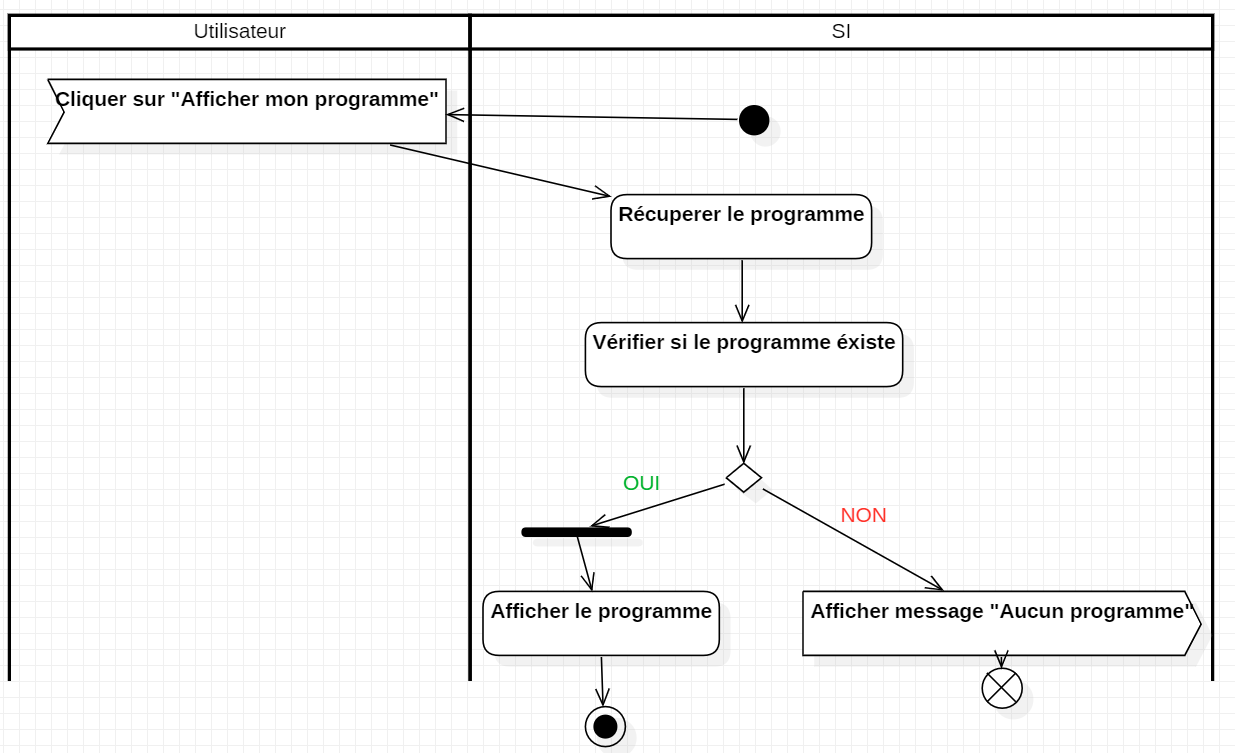 Utilisateur
SI
Cliquer sur "Afficher mon programme"
Récuperer le programme
Vérifier si le programme éxiste
OUI
NON
Afficher le programme
Afficher message "Aucun programme"